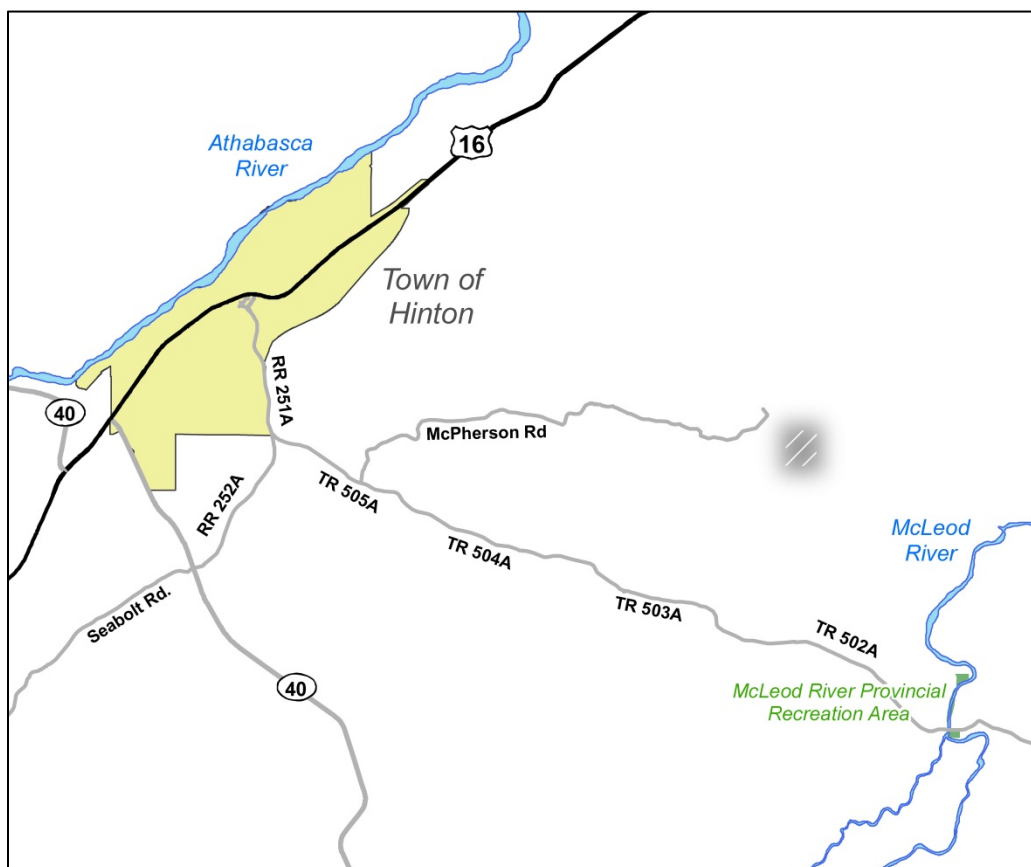 Athabasca
River
16
Town of
Hinton
RR 251A
40
McPherson Rd
RR 252A
TR 505A
McLeod
River
TR 504A
Seabolt Rd.
TR 503A
TR 502A
40
McLeod River Provincial
Recreation Area